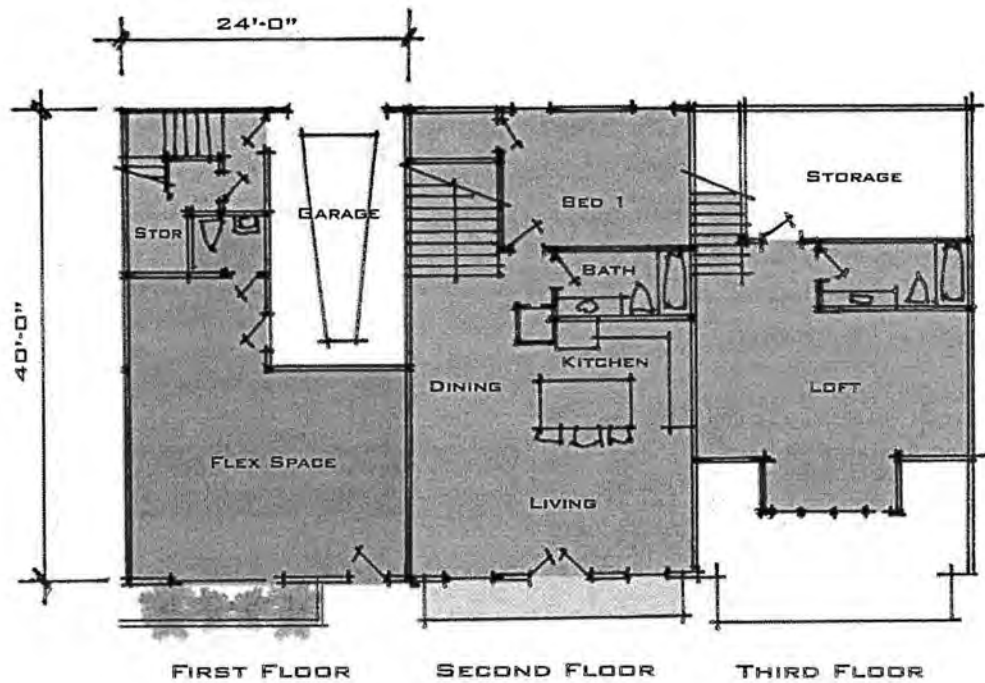 24'-0"
40'-0"
GARAGE
STOR
FLEX SPACE
BED 1
BATH
KITCHEN
DINING
LIVING
STORAGE
LOFT
FIRST FLOOR
SECOND FLOOR
THIRD FLOOR